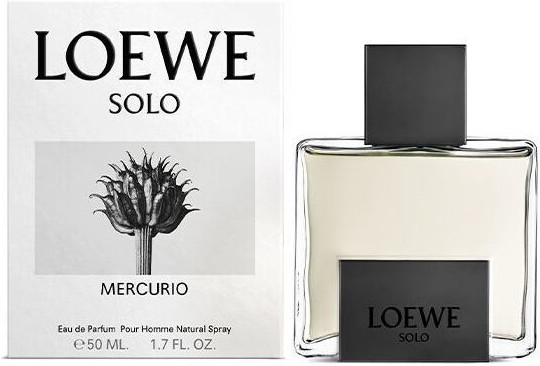 LOEWE
SOLO
MERCURIO
Eau de Parfum Pour Homme Natural Spray
℮50 ML. 1.7 FL. OZ.
LOEWE
SOLO